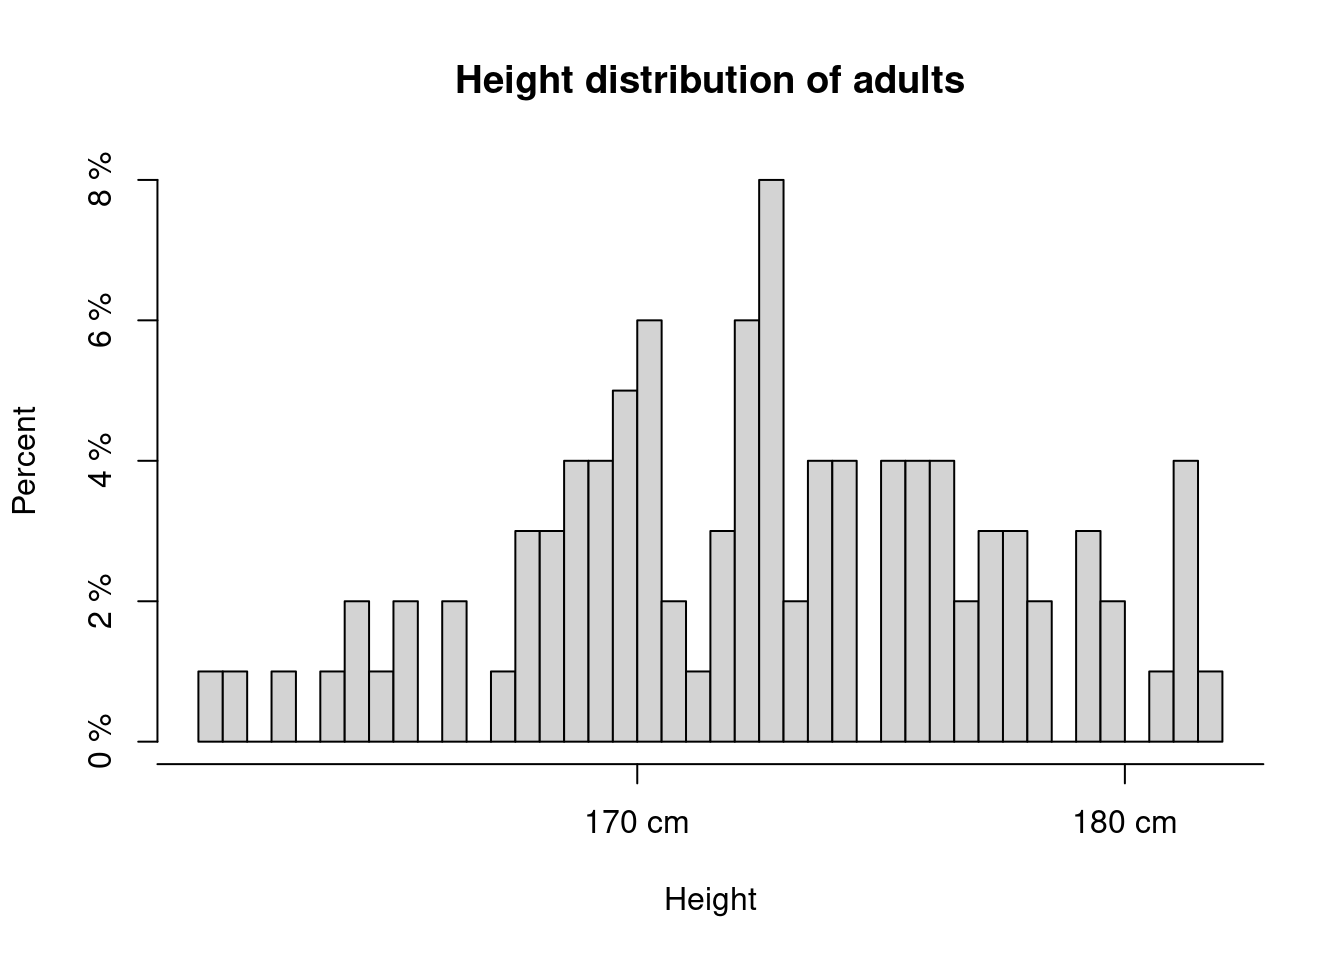 Height distribution of adults
8 %
6 %
4 %
2 %
0 %
Percent
170 cm
180 cm
Height